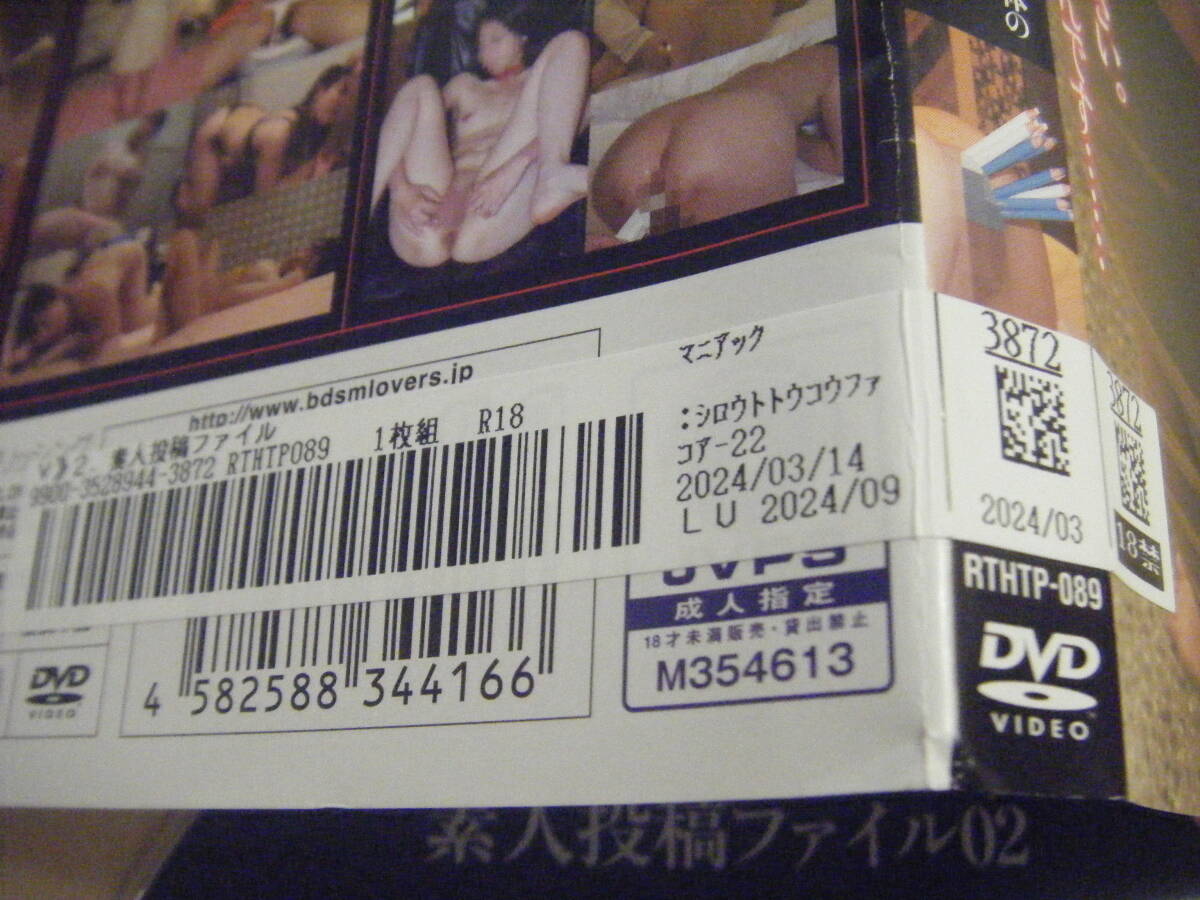 http://www.bdsmlovers.jp
素人投稿ファイル
1枚組 R18
9900-3528944-3872 RTHTP089
マニアック
:シロウトトウコウファ
コアー22
2024/03/14
LV 2024/09
3872
2024/03
3872
18禁
成人指定
18才未満販売・貸出禁止
M354613
4 582588 344166
DVD
VIDEO
RTHTP-089
DVD
VIDEO
素人投稿ファイル02